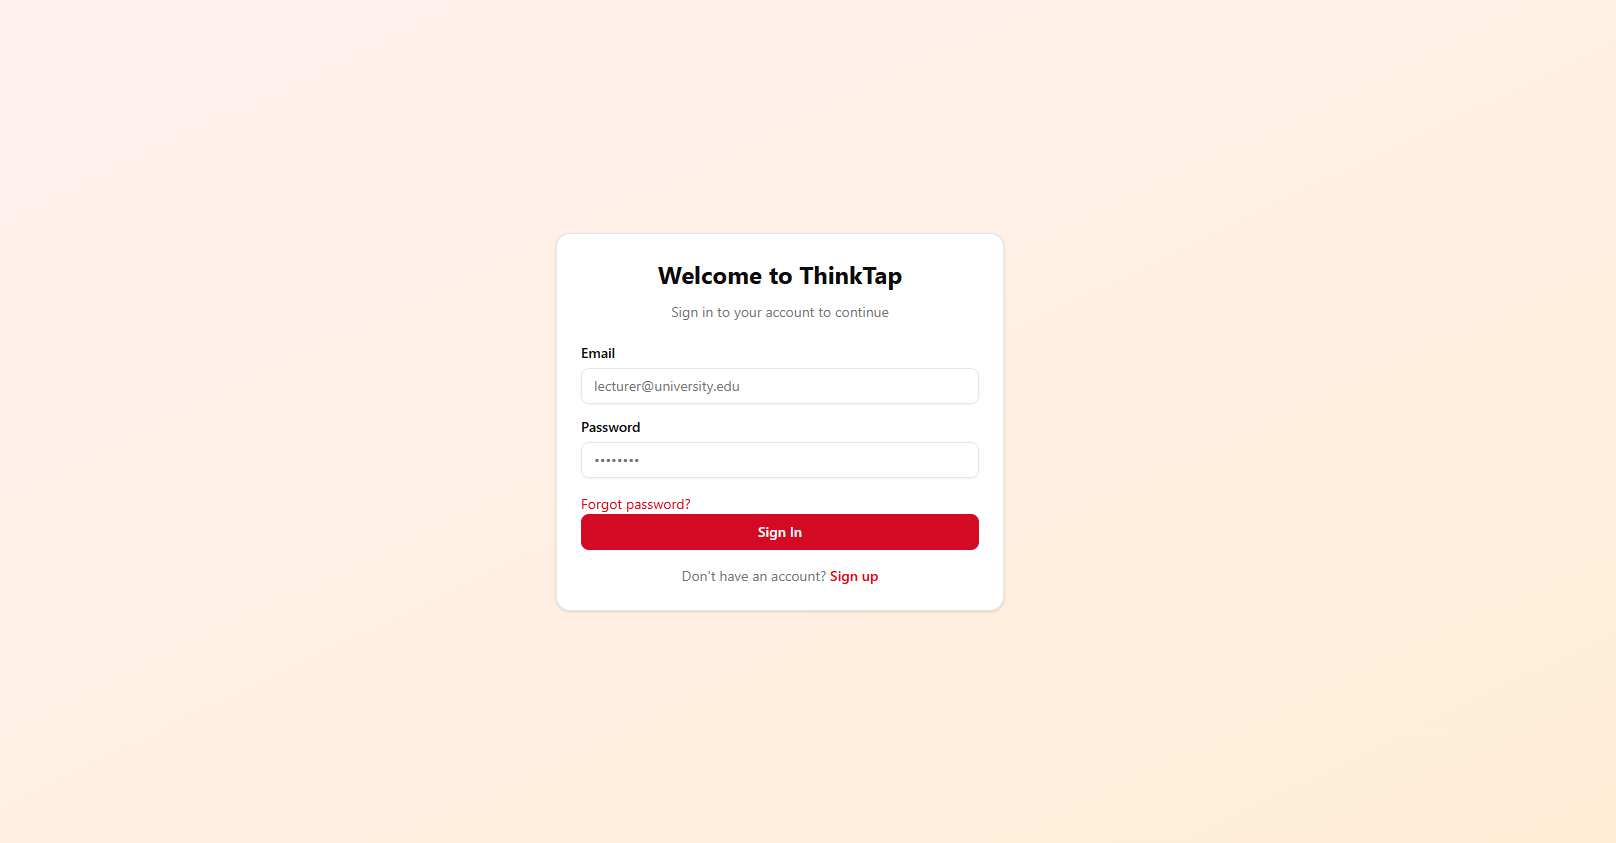 Welcome to ThinkTap
Sign in to your account to continue
Email
lecturer@university.edu
Password
••••••••
Forgot password?
Sign In
Don't have an account? Sign up